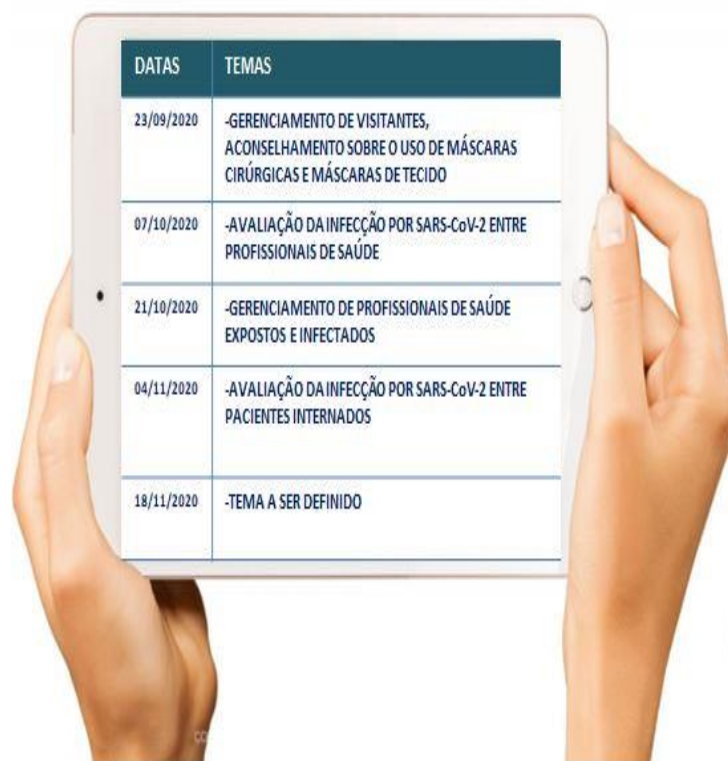 DATAS TEMAS
23/09/2020 -GERENCIAMENTO DE VISITANTES,
ACONSELHAMENTO SOBRE O USO DE MÁSCARAS
CIRÚRGICAS E MÁSCARAS DE TECIDO
07/10/2020 -AVALIAÇÃO DA INFECÇÃO POR SARS-CoV-2 ENTRE
PROFISSIONAIS DE SAÚDE
21/10/2020 -GERENCIAMENTO DE PROFISSIONAIS DE SAÚDE
EXPOSTOS E INFECTADOS
04/11/2020 -AVALIAÇÃO DA INFECÇÃO POR SARS-CoV-2 ENTRE
PACIENTES INTERNADOS
18/11/2020 -TEMA A SER DEFINIDO